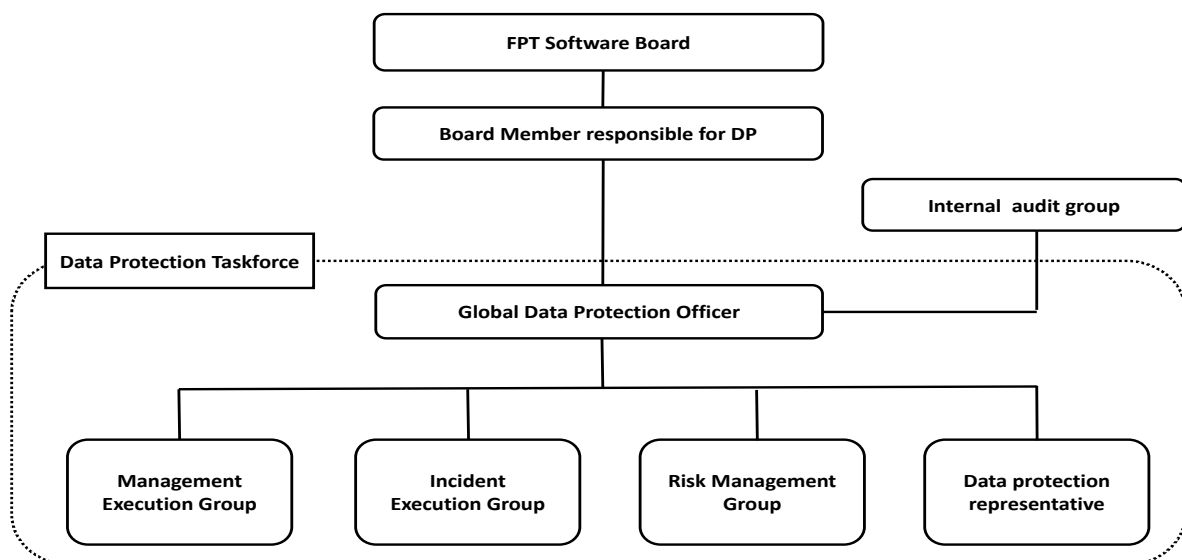 FPT Software Board
Board Member responsible for DP
Internal audit group
Data Protection Taskforce
Global Data Protection Officer
Management
Execution Group
Incident
Execution Group
Risk Management
Group
Data protection
representative